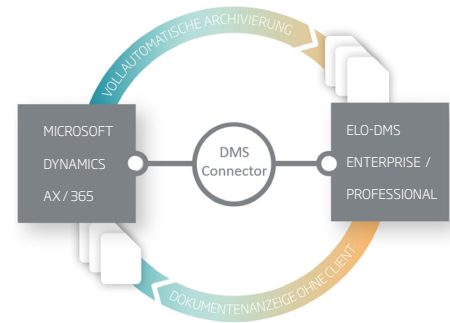 VOLLAUTOMATISCHE ARCHIVIERUNG
MICROSOFT
DYNAMICS
AX / 365
DMS
Connector
ELO-DMS
ENTERPRISE /
PROFESSIONAL
DOKUMENTENANZEIGE OHNE CLIENT